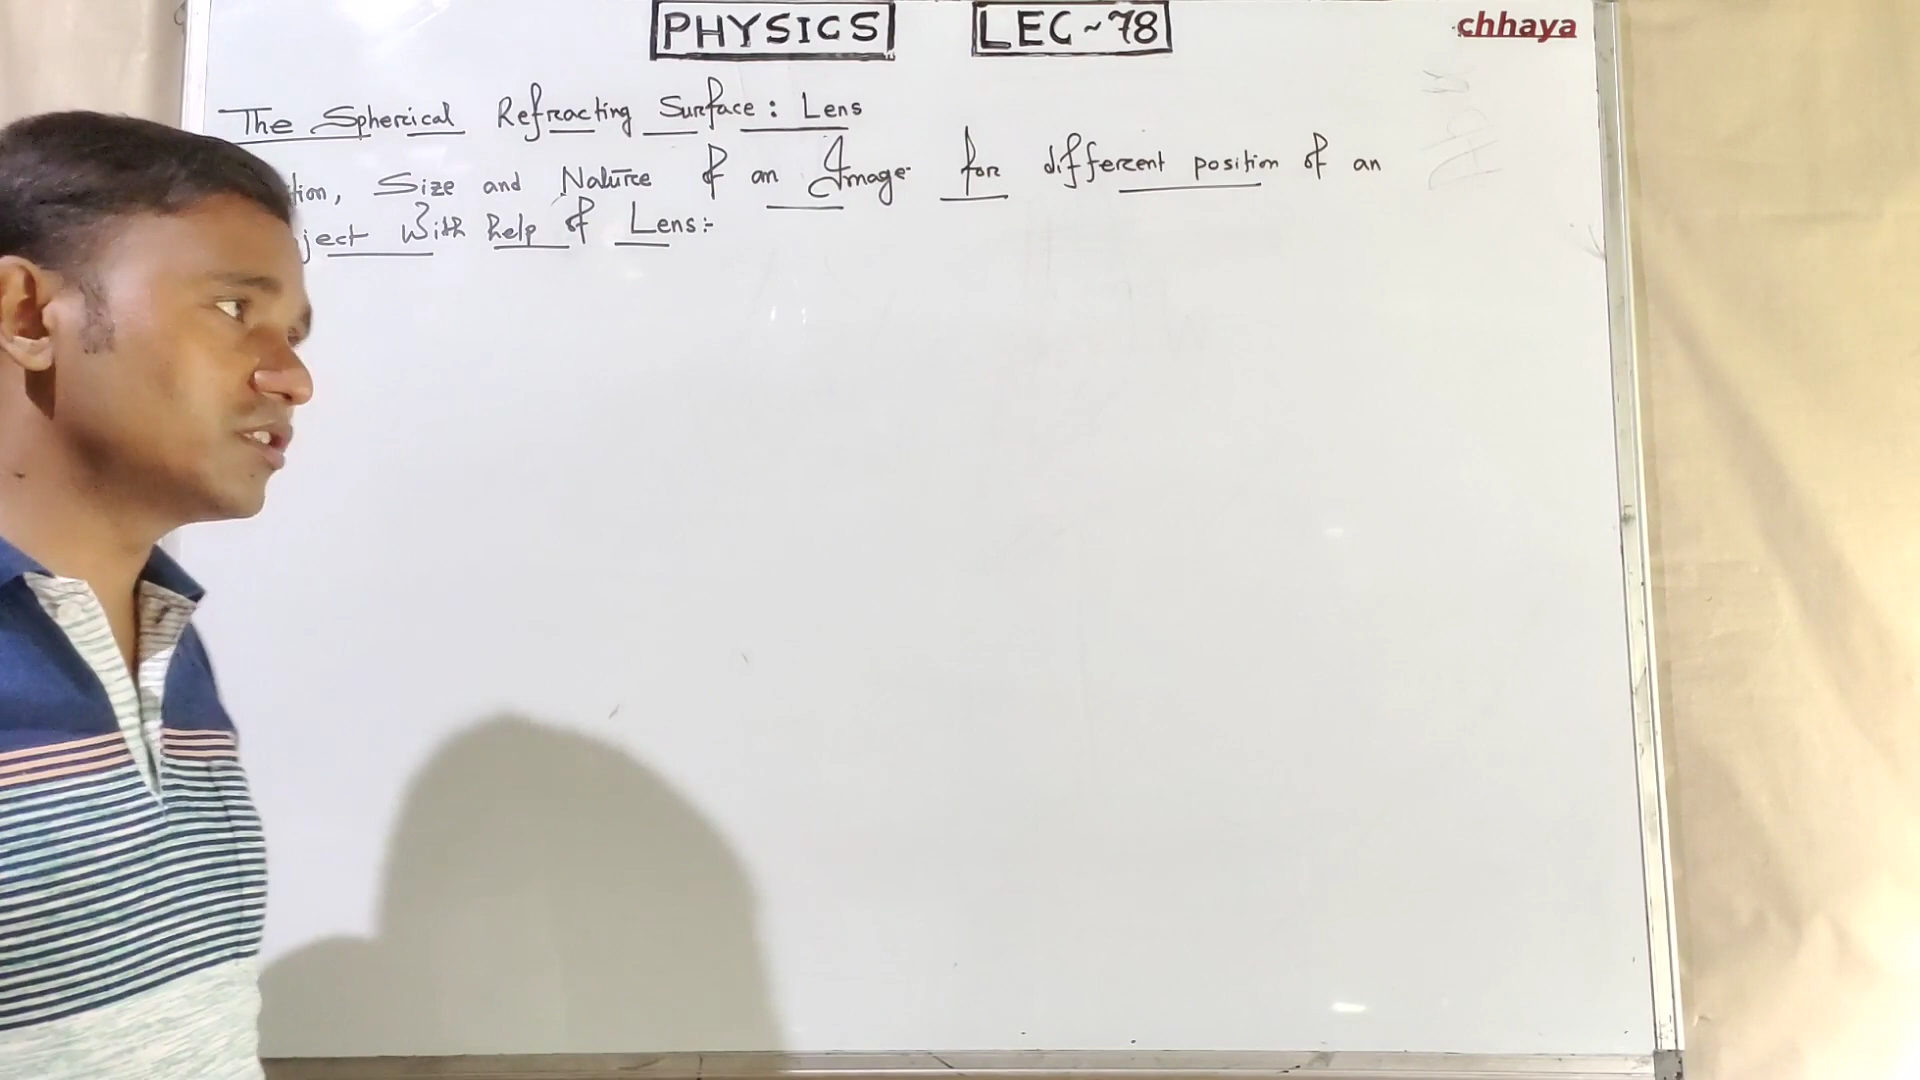 PHYSICS LEC~78
chhaya
The Spherical Refracting Surface: Lens
tion, Size and Nature of an Image for different position of an
ject With help of Lens:-